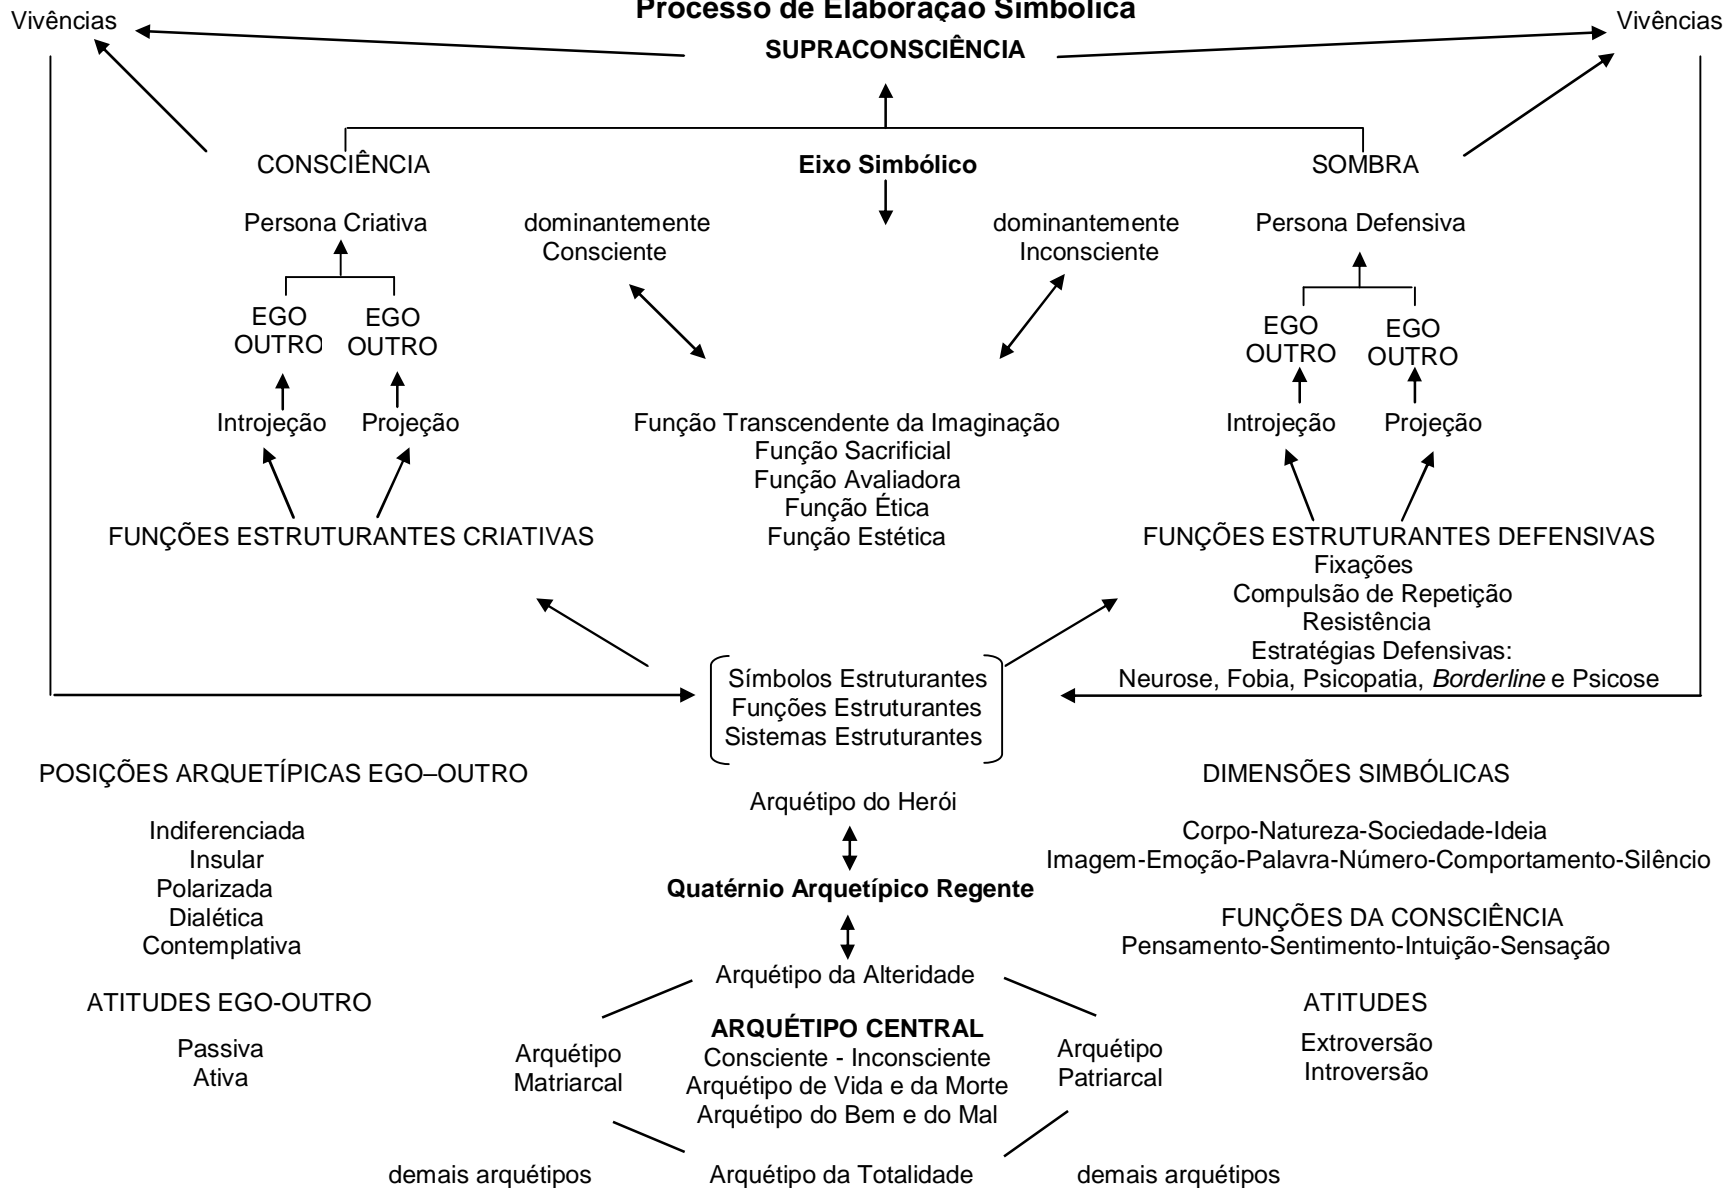 Processo de Elaboração Simbólica
Vivências
Vivências
SUPRACONSCIÊNCIA
CONSCIÊNCIA
Eixo Simbólico
SOMBRA
Persona Criativa
dominantemente
Consciente
dominantemente
Inconsciente
Persona Defensiva
EGO
OUTRO
EGO
OUTRO
EGO
OUTRO
EGO
OUTRO
Introjeção
Projeção
Função Transcendente da Imaginação
Função Sacrificial
Função Avaliadora
Função Ética
Função Estética
Introjeção
Projeção
FUNÇÕES ESTRUTURANTES CRIATIVAS
FUNÇÕES ESTRUTURANTES DEFENSIVAS
Fixações
Compulsão de Repetição
Resistência
Estratégias Defensivas:
Neurose, Fobia, Psicopatia, Borderline e Psicose
Símbolos Estruturantes
Funções Estruturantes
Sistemas Estruturantes
POSIÇÕES ARQUETÍPICAS EGO–OUTRO
Indiferenciada
Insular
Polarizada
Dialética
Contemplativa
ATITUDES EGO-OUTRO
Passiva
Ativa
Arquétipo do Herói
Quatérnio Arquetípico Regente
Arquétipo da Alteridade
Arquétipo
Matriarcal
ARQUÉTIPO CENTRAL
Consciente - Inconsciente
Arquétipo de Vida e da Morte
Arquétipo do Bem e do Mal
Arquétipo
Patriarcal
DIMENSÕES SIMBÓLICAS
Corpo-Natureza-Sociedade-Ideia
Imagem-Emoção-Palavra-Número-Comportamento-Silêncio
FUNÇÕES DA CONSCIÊNCIA
Pensamento-Sentimento-Intuição-Sensação
ATITUDES
Extroversão
Introversão
demais arquétipos
Arquétipo da Totalidade
demais arquétipos